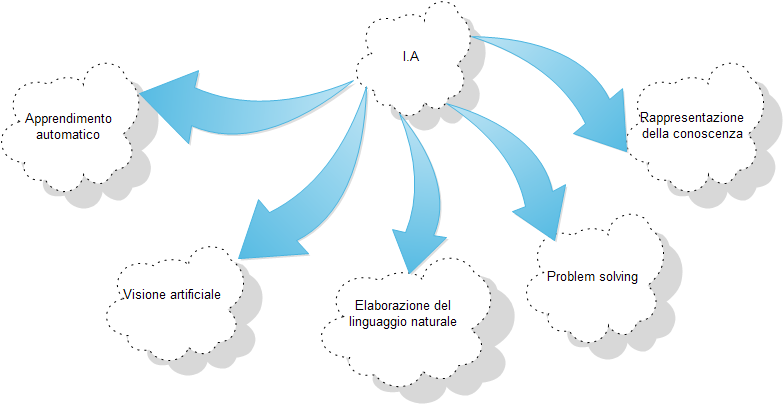 I.A
Apprendimento
automatico
Rappresentazione
della conoscenza
Visione artificiale
Elaborazione del
linguaggio naturale
Problem solving